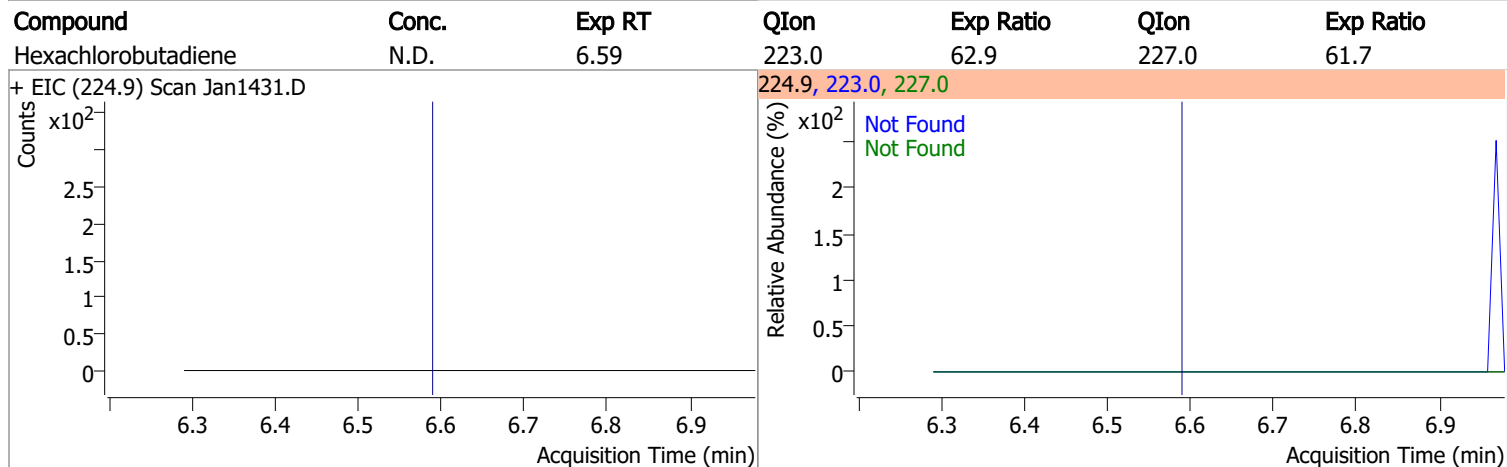 Compound Conc. Exp RT QIon Exp Ratio QIon Exp Ratio
Hexachlorobutadiene N.D. 6.59 223.0 62.9 227.0 61.7
+ EIC (224.9) Scan Jan1431.D
Counts
x10²
2.5
2
1.5
1
0.5
0
6.3 6.4 6.5 6.6 6.7 6.8 6.9
Acquisition Time (min)
224.9, 223.0, 227.0
Relative Abundance (%)
x10²
Not Found
Not Found
2
1.5
1
0.5
0
6.3 6.4 6.5 6.6 6.7 6.8 6.9
Acquisition Time (min)